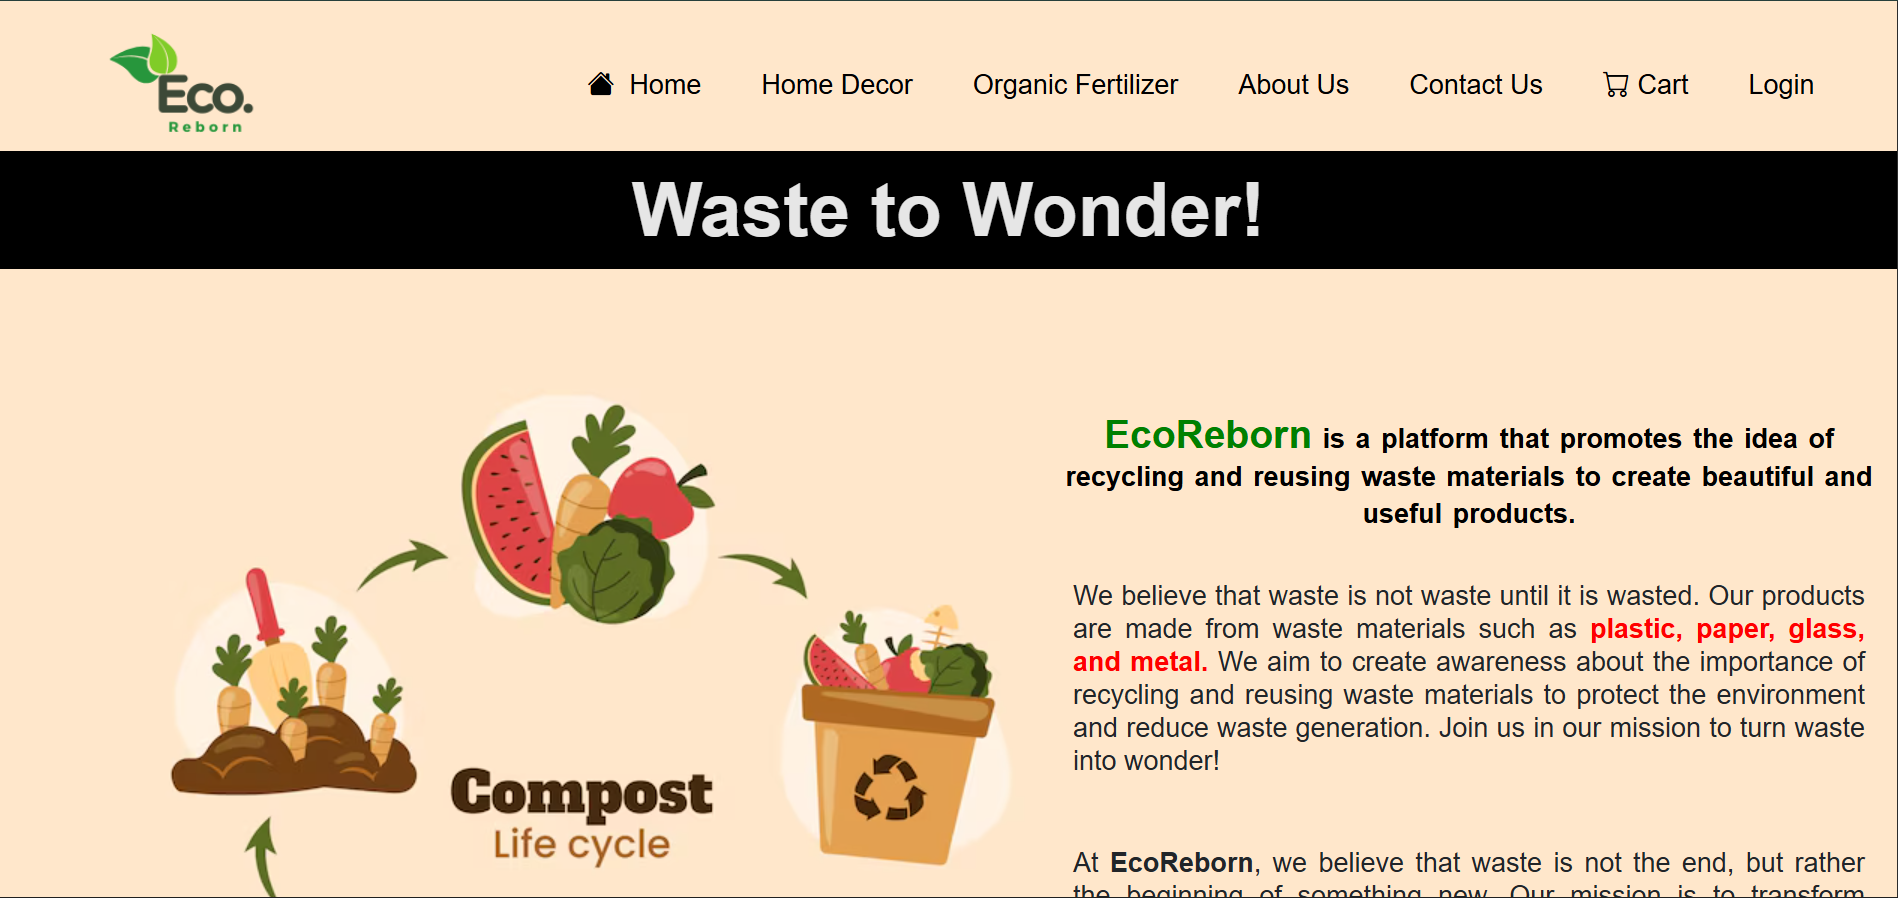 Eco.
Reborn
Home
Home Decor
Organic Fertilizer
About Us
Contact Us
Cart
Login
Waste to Wonder!
EcoReborn is a platform that promotes the idea of
recycling and reusing waste materials to create beautiful and
useful products.
We believe that waste is not waste until it is wasted. Our products
are made from waste materials such as plastic, paper, glass,
and metal. We aim to create awareness about the importance of
recycling and reusing waste materials to protect the environment
and reduce waste generation. Join us in our mission to turn waste
into wonder!
Compost
Life cycle
At EcoReborn, we believe that waste is not the end, but rather
the beginning of something new. Our mission is to transform